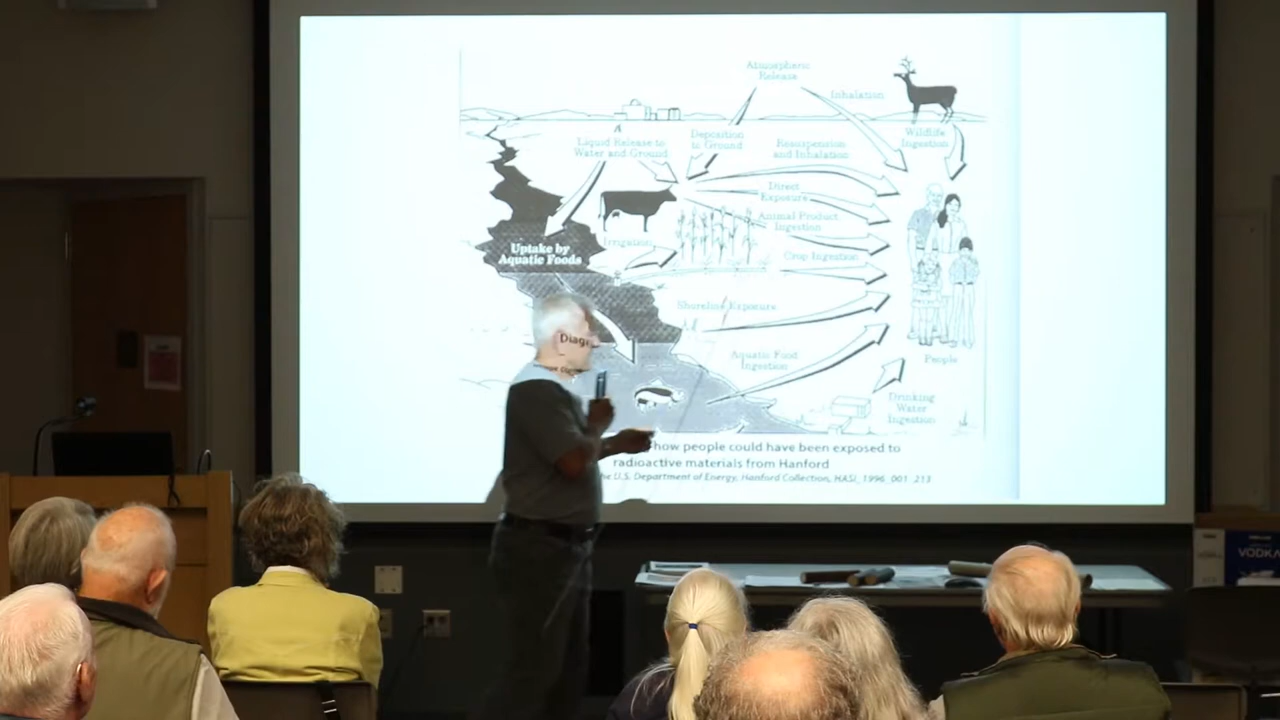 Atmospheric
Release
Inhalation
Wildlife
Ingestion
Liquid Release to
Water and Ground
Deposition
to Ground
Resuspension
and Inhalation
Direct
Exposure
Animal Product
Ingestion
Uptake by
Aquatic Foods
Irrigation
Crop Ingestion
Shoreline Exposure
Diagr
Aquatic Food
Ingestion
People
Drinking
Water
Ingestion
how people could have been exposed to
radioactive materials from Hanford
he U.S. Department of Energy, Hanford Collection, HASI_1996_001_213
VODKA